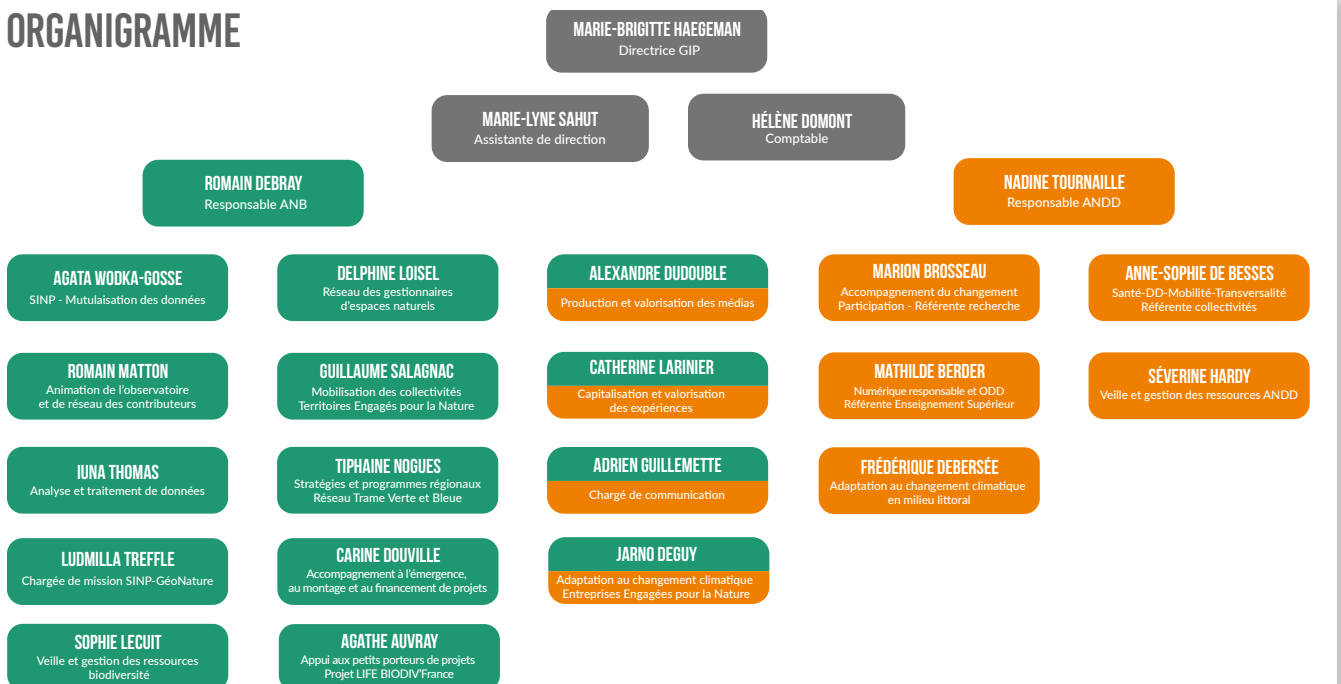 ORGANIGRAMME
MARIE-BRIGITTE HAEGEMAN
Directrice GIP
MARIE-LYNE SAHUT
Assistante de direction
HÉLÈNE DOMONT
Comptable
ROMAIN DEBRAY
Responsable ANB
NADINE TOURNAILLE
Responsable ANDD
AGATA WODKA-GOSSE
SINP - Mutulaisation des données
DELPHINE LOISEL
Réseau des gestionnaires
d'espaces naturels
ALEXANDRE DUDOUBLE
Production et valorisation des médias
MARION BROSSEAU
Accompagnement du changement
Participation - Référente recherche
ANNE-SOPHIE DE BESSES
Santé-DD-Mobilité-Transversalité
Référente collectivités
ROMAIN MATTON
Animation de l'observatoire
et de réseau des contributeurs
GUILLAUME SALAGNAC
Mobilisation des collectivités
Territoires Engagés pour la Nature
CATHERINE LARINIER
Capitalisation et valorisation
des expériences
MATHILDE BERDER
Numérique responsable et ODD
Référente Enseignement Supérieur
SÉVERINE HARDY
Veille et gestion des ressources ANDD
IUNA THOMAS
Analyse et traitement de données
TIPHAINE NOGUES
Stratégies et programmes régionaux
Réseau Trame Verte et Bleue
ADRIEN GUILLEMETTE
Chargé de communication
FRÉDÉRIQUE DEBERSÉE
Adaptation au changement climatique
en milieu littoral
LUDMILLA TREFFLE
Chargée de mission SINP-GéoNature
CARINE DOUVILLE
Accompagnement à l'émergence,
au montage et au financement de projets
JARNO DEGUY
Adaptation au changement climatique
Entreprises Engagées pour la Nature
SOPHIE LECUIT
Veille et gestion des ressources
biodiversité
AGATHE AUVRAY
Appui aux petits porteurs de projets
Projet LIFE BIODIV'France